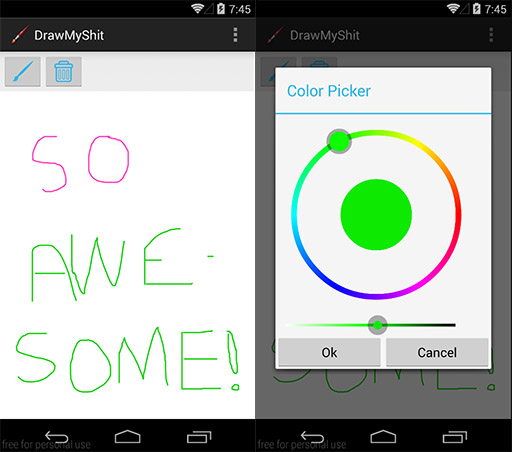 7:45
DrawMyShit
SO
AWE-
SOME!
free for personal use
7:45
DrawMyShit
Color Picker
Ok
Cancel
SOME!
free for personal use